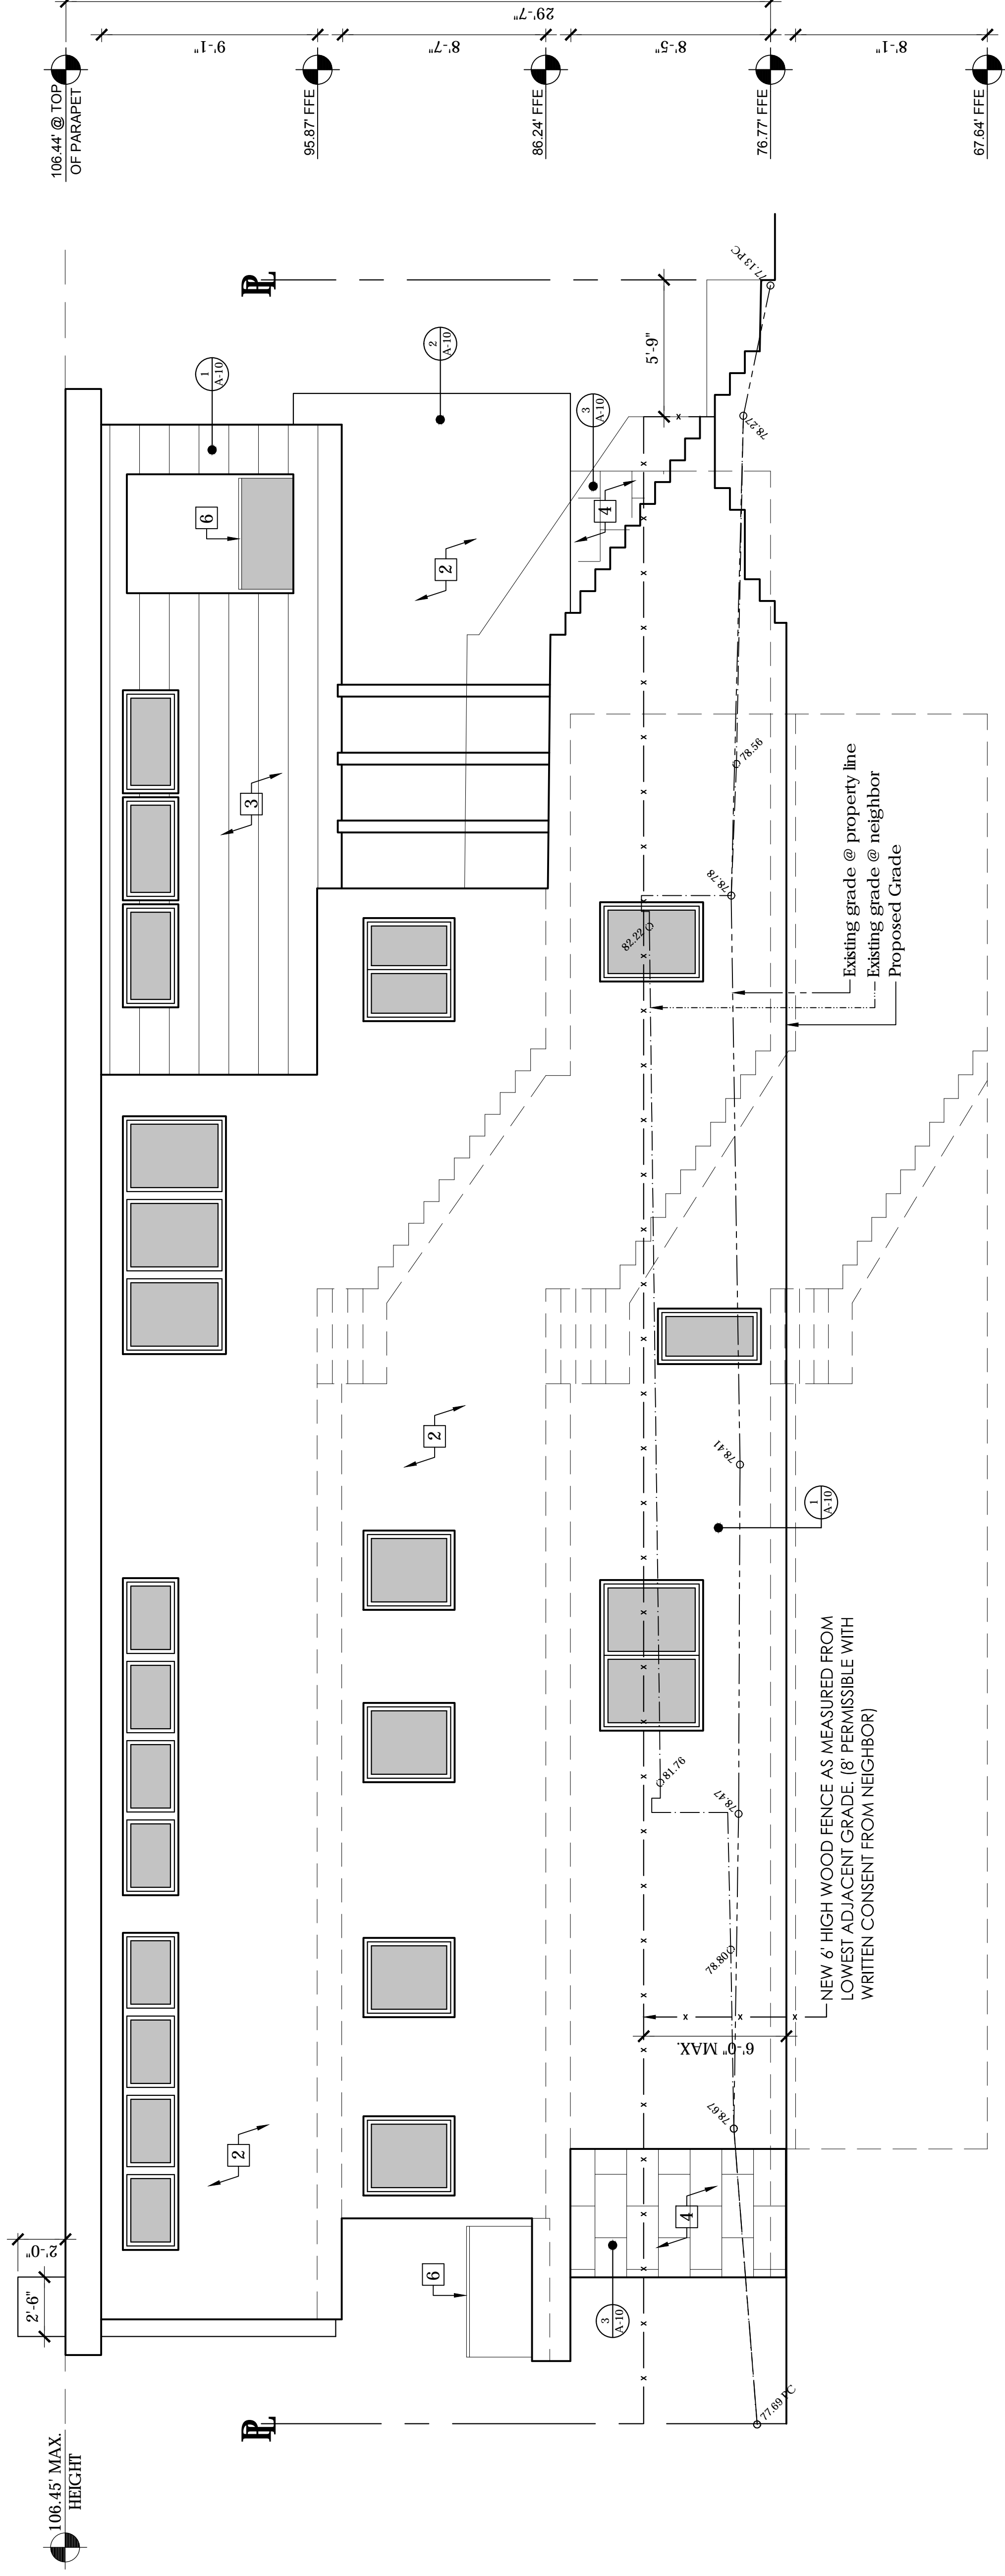 106.45' MAX.
HEIGHT
2'-6"
2'-0"
106.44' @ TOP
OF PARAPET
9'-1"
29'-7"
95.87' FFE
8'-7"
86.24' FFE
8'-5"
76.77' FFE
8'-1"
67.64' FFE
PL
PL
1
A-10
2
A-10
3
A-10
6
3
2
4
5'-9"
77.13 PC
78.27
78.56
78.78
82.22
Existing grade @ property line
Existing grade @ neighbor
Proposed Grade
2
78.41
1
A-10
81.76
78.47
78.80
78.67
77.69 PC
6'-0" MAX.
NEW 6' HIGH WOOD FENCE AS MEASURED FROM
LOWEST ADJACENT GRADE. (8' PERMISSIBLE WITH
WRITTEN CONSENT FROM NEIGHBOR)
2
6
4
3
A-10
x x x x x x x x x x x x x x x x x x x x x x x x x x x x x x x x x x x x
x x x